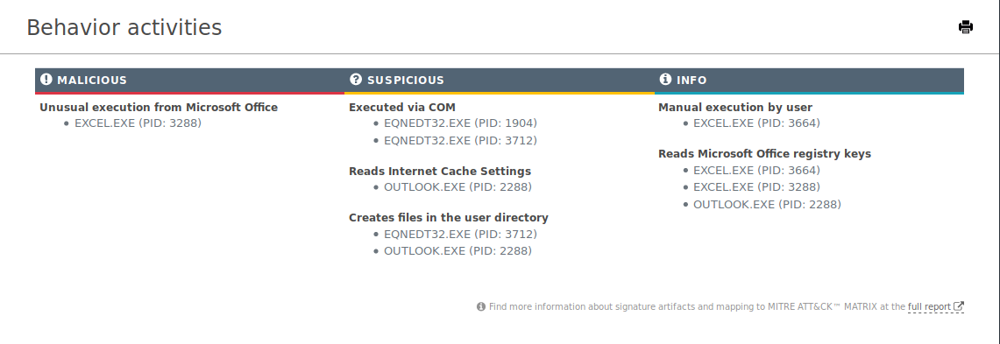 Behavior activities
MALICIOUS
Unusual execution from Microsoft Office
EXCEL.EXE (PID: 3288)
SUSPICIOUS
Executed via COM
EQNEDT32.EXE (PID: 1904)
EQNEDT32.EXE (PID: 3712)
Reads Internet Cache Settings
OUTLOOK.EXE (PID: 2288)
Creates files in the user directory
EQNEDT32.EXE (PID: 3712)
OUTLOOK.EXE (PID: 2288)
INFO
Manual execution by user
EXCEL.EXE (PID: 3664)
Reads Microsoft Office registry keys
EXCEL.EXE (PID: 3664)
EXCEL.EXE (PID: 3288)
OUTLOOK.EXE (PID: 2288)
Find more information about signature artifacts and mapping to MITRE ATT&CK™ MATRIX at the full report